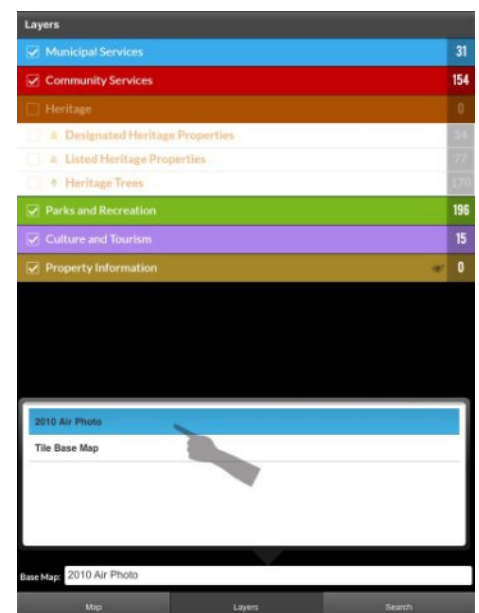 Layers
Municipal Services 31
Community Services 154
Heritage 0
Designated Heritage Properties 34
Listed Heritage Properties 77
Heritage Trees 170
Parks and Recreation 196
Culture and Tourism 15
Property Information 0
2010 Air Photo
Tile Base Map
Base Map: 2010 Air Photo
Map Layers Search